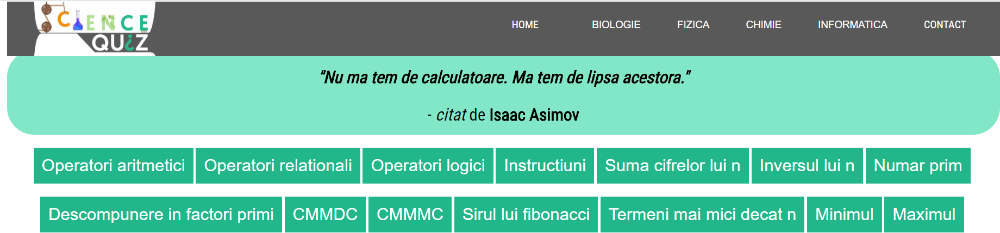 SCIENCE
QUIZ
HOME BIOLOGIE FIZICA CHIMIE INFORMATICA CONTACT
"Nu ma tem de calculatoare. Ma tem de lipsa acestora."
- citat de Isaac Asimov
Operatori aritmetici Operatori relationali Operatori logici Instructiuni Suma cifrelor lui n Inversul lui n Numar prim
Descompunere in factori primi CMMDC CMMMC Sirul lui fibonacci Termeni mai mici decat n Minimul Maximul